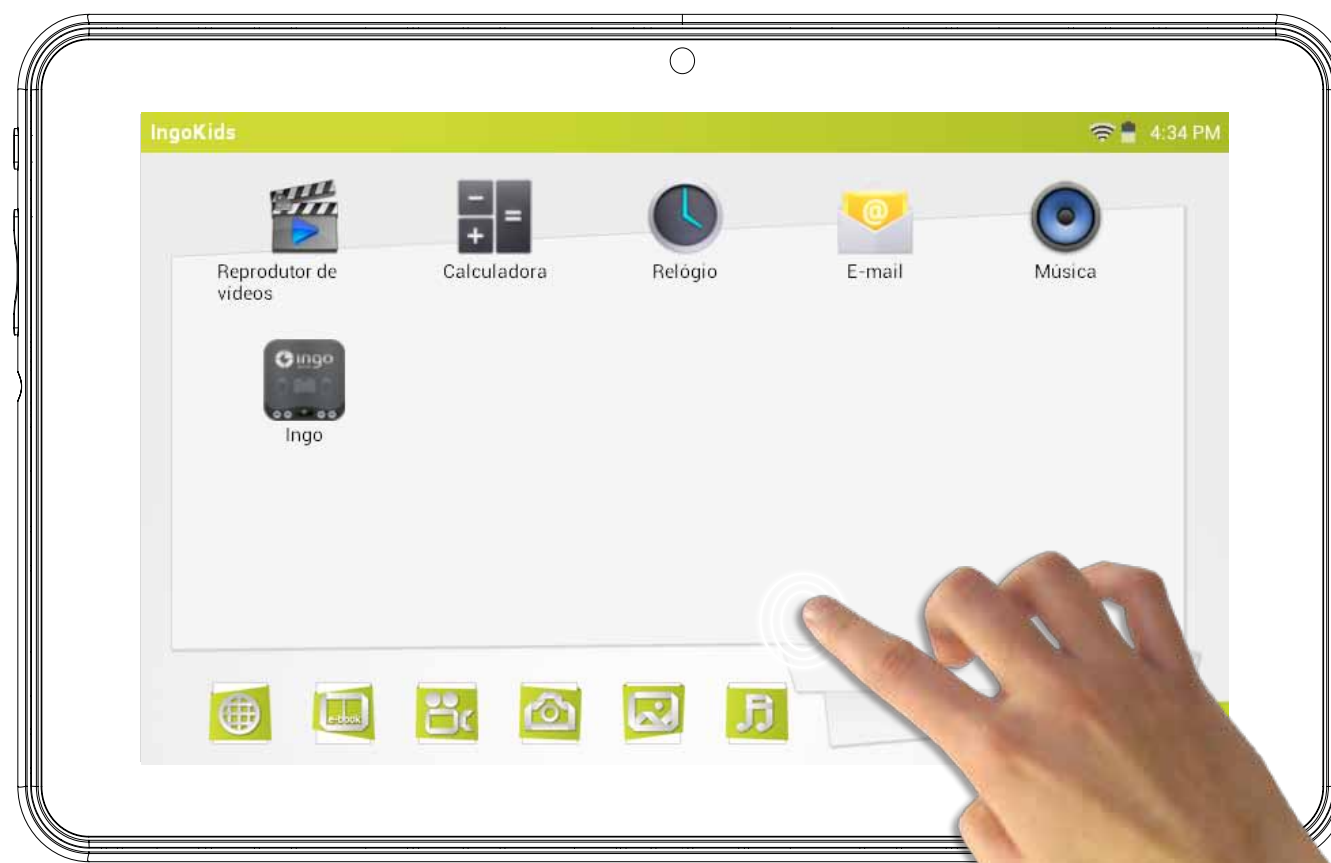 IngoKids
4:34 PM
Reprodutor de
vídeos
Calculadora
Relógio
E-mail
Música
ingo
Ingo
e-book